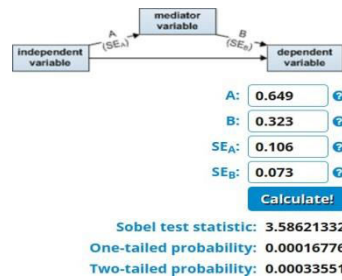 mediator
variable
A
(SEA)
B
(SEB)
independent
variable
dependent
variable
A: 0.649 ?
B: 0.323 ?
SEA: 0.106 ?
SEB: 0.073 ?
Calculate!
Sobel test statistic: 3.58621332
One-tailed probability: 0.00016776
Two-tailed probability: 0.00033551